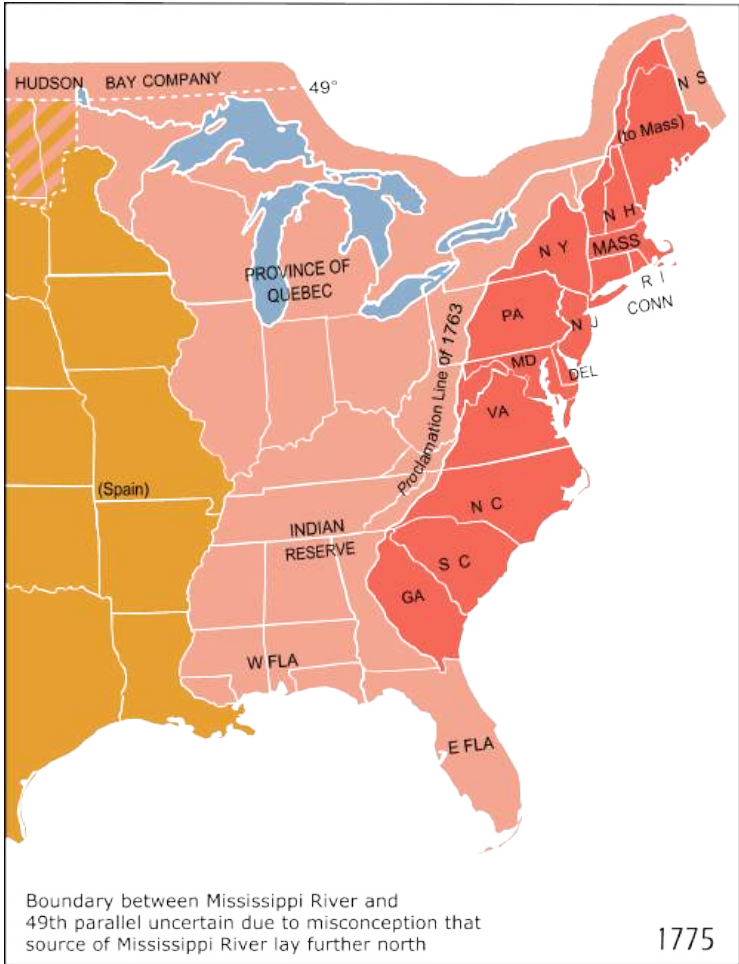 HUDSON BAY COMPANY
49°
N S
(to Mass)
N H
N Y
MASS
R I
CONN
PROVINCE OF
QUEBEC
PA
N J
Proclamation Line of 1763
MD
DEL
VA
(Spain)
N C
INDIAN
RESERVE
S C
GA
W FLA
E FLA
Boundary between Mississippi River and
49th parallel uncertain due to misconception that
source of Mississippi River lay further north
1775